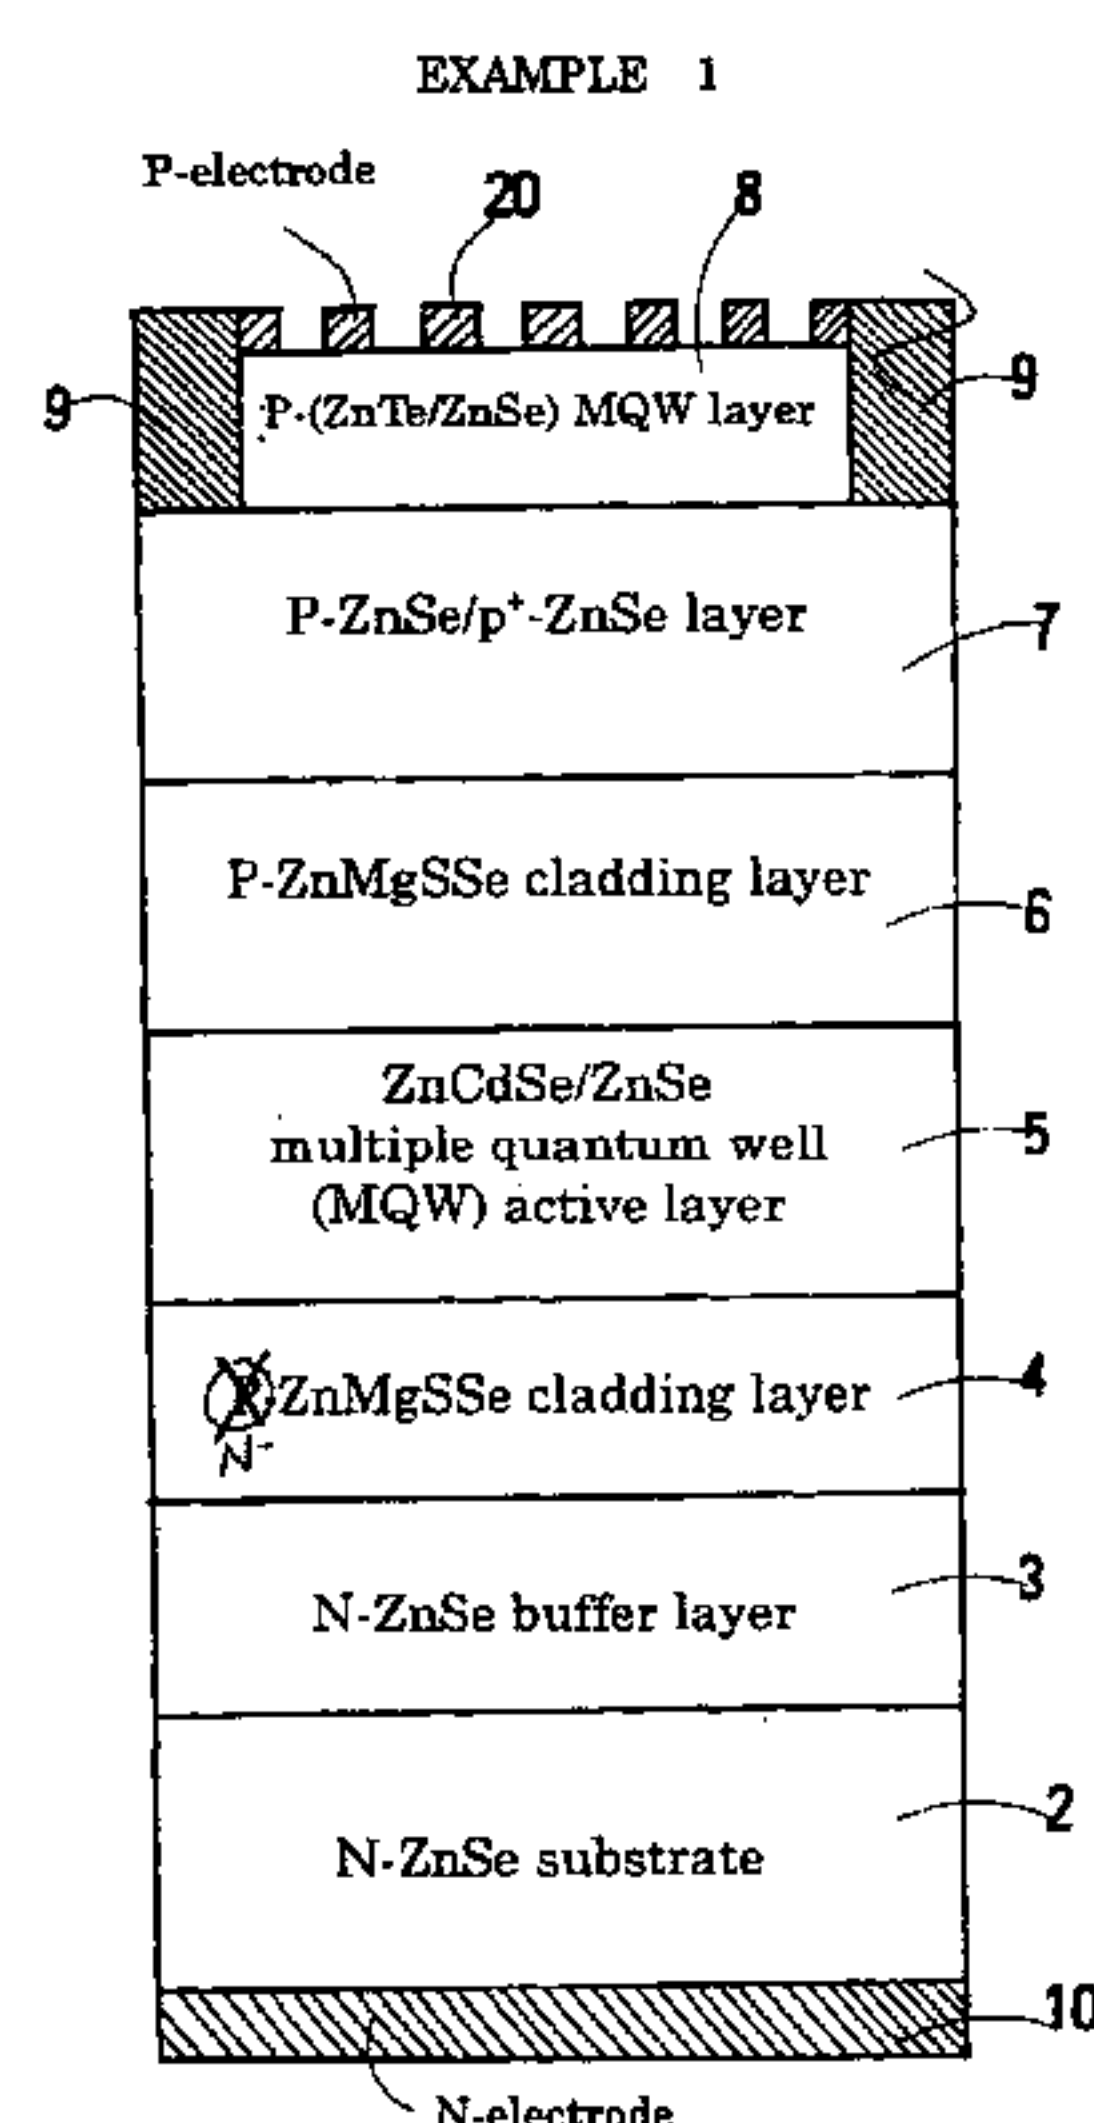 EXAMPLE 1
P-electrode
20
8
9
9
P-(ZnTe/ZnSe) MQW layer
P-ZnSe/p⁺-ZnSe layer
7
P-ZnMgSSe cladding layer
6
ZnCdSe/ZnSe
multiple quantum well
(MQW) active layer
5
ZnMgSSe cladding layer
4
N-
N-ZnSe buffer layer
3
N-ZnSe substrate
2
10
N-electrode